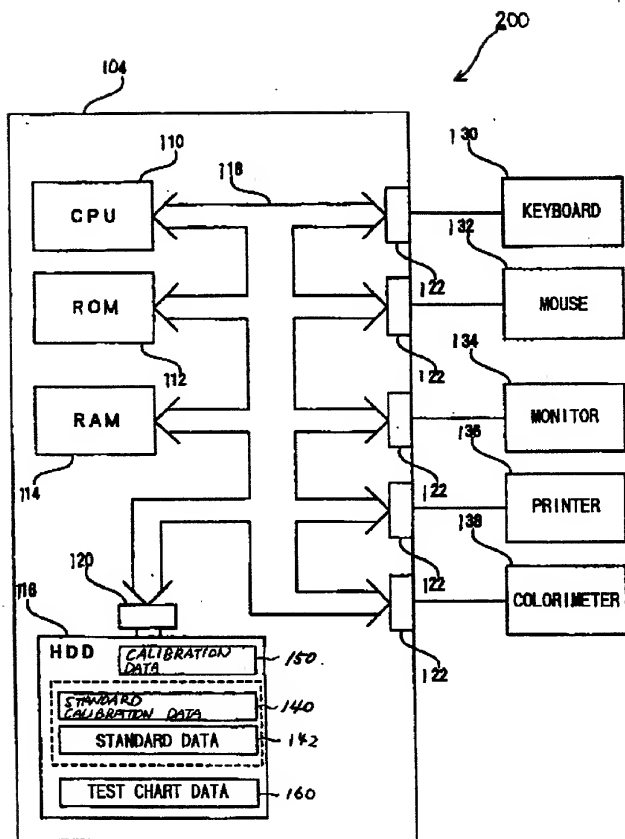 200
104
110
CPU
118
130
KEYBOARD
122
132
ROM
112
MOUSE
122
134
RAM
114
MONITOR
122
136
PRINTER
122
138
COLORIMETER
122
120
116
HDD
CALIBRATION DATA
150
STANDARD CALIBRATION DATA
140
STANDARD DATA
142
TEST CHART DATA
160